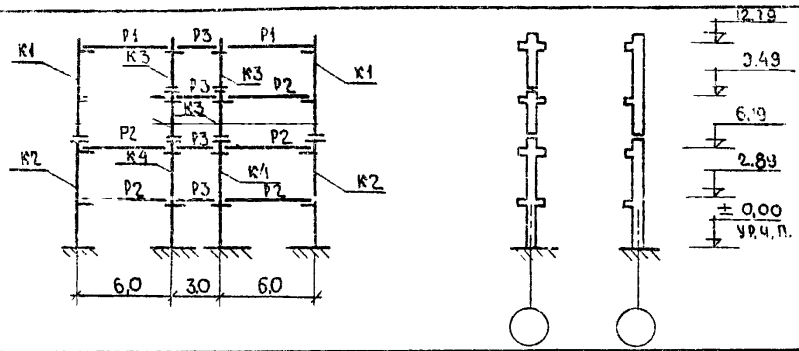 Р1 Р3 Р1
К1 К3 К3 К1
Р3 Р2
К3
Р2 Р3 Р2
К2 К4 К4 К2
Р2 Р3 Р2
6,0 3,0 6,0
12.79
9.49
6,19
2.89
± 0,00
УР.Ч.П.